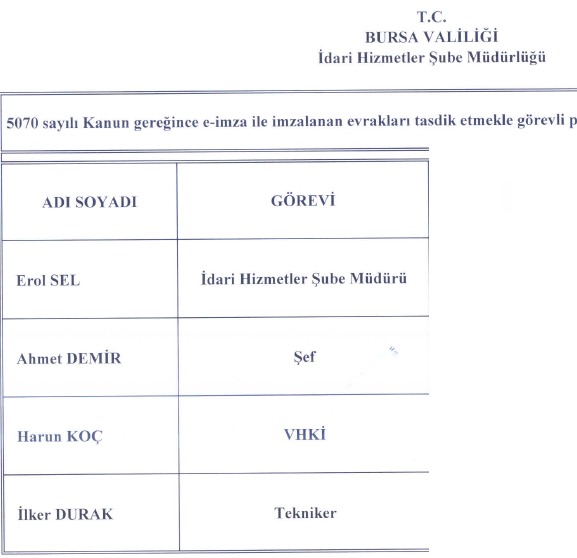 T.C.
BURSA VALİLİĞİ
İdari Hizmetler Şube Müdürlüğü
5070 sayılı Kanun gereğince e-imza ile imzalanan evrakları tasdik etmekle görevli p
ADI SOYADI GÖREVİ
Erol SEL İdari Hizmetler Şube Müdürü
Ahmet DEMİR Şef
Harun KOÇ VHKİ
İlker DURAK Tekniker